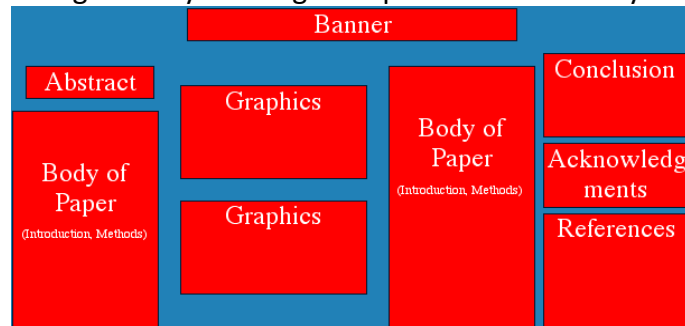 Banner
Abstract
Body of
Paper
(Introduction, Methods)
Graphics
Graphics
Body of
Paper
(Introduction, Methods)
Conclusion
Acknowledg
ments
References